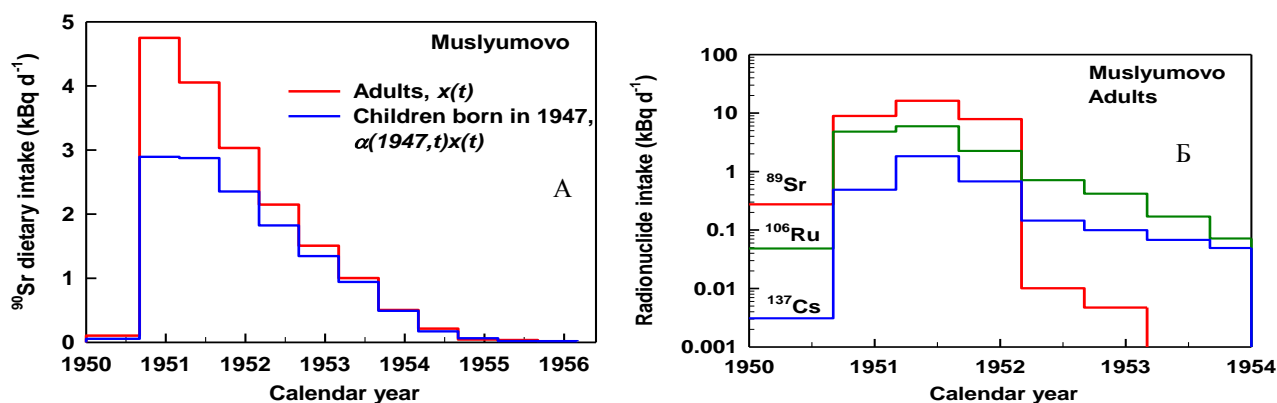 Muslyumovo
Adults, x(t)
Children born in 1947,
α(1947,t)x(t)
А
⁹⁰Sr dietary intake (kBq d⁻¹)
5
4
3
2
1
0
1950 1951 1952 1953 1954 1955 1956
Calendar year
Muslyumovo
Adults
Б
Radionuclide intake (kBq d⁻¹)
100
10
1
0.1
0.01
0.001
⁸⁹Sr
¹⁰⁶Ru
¹³⁷Cs
1950 1951 1952 1953 1954
Calendar year